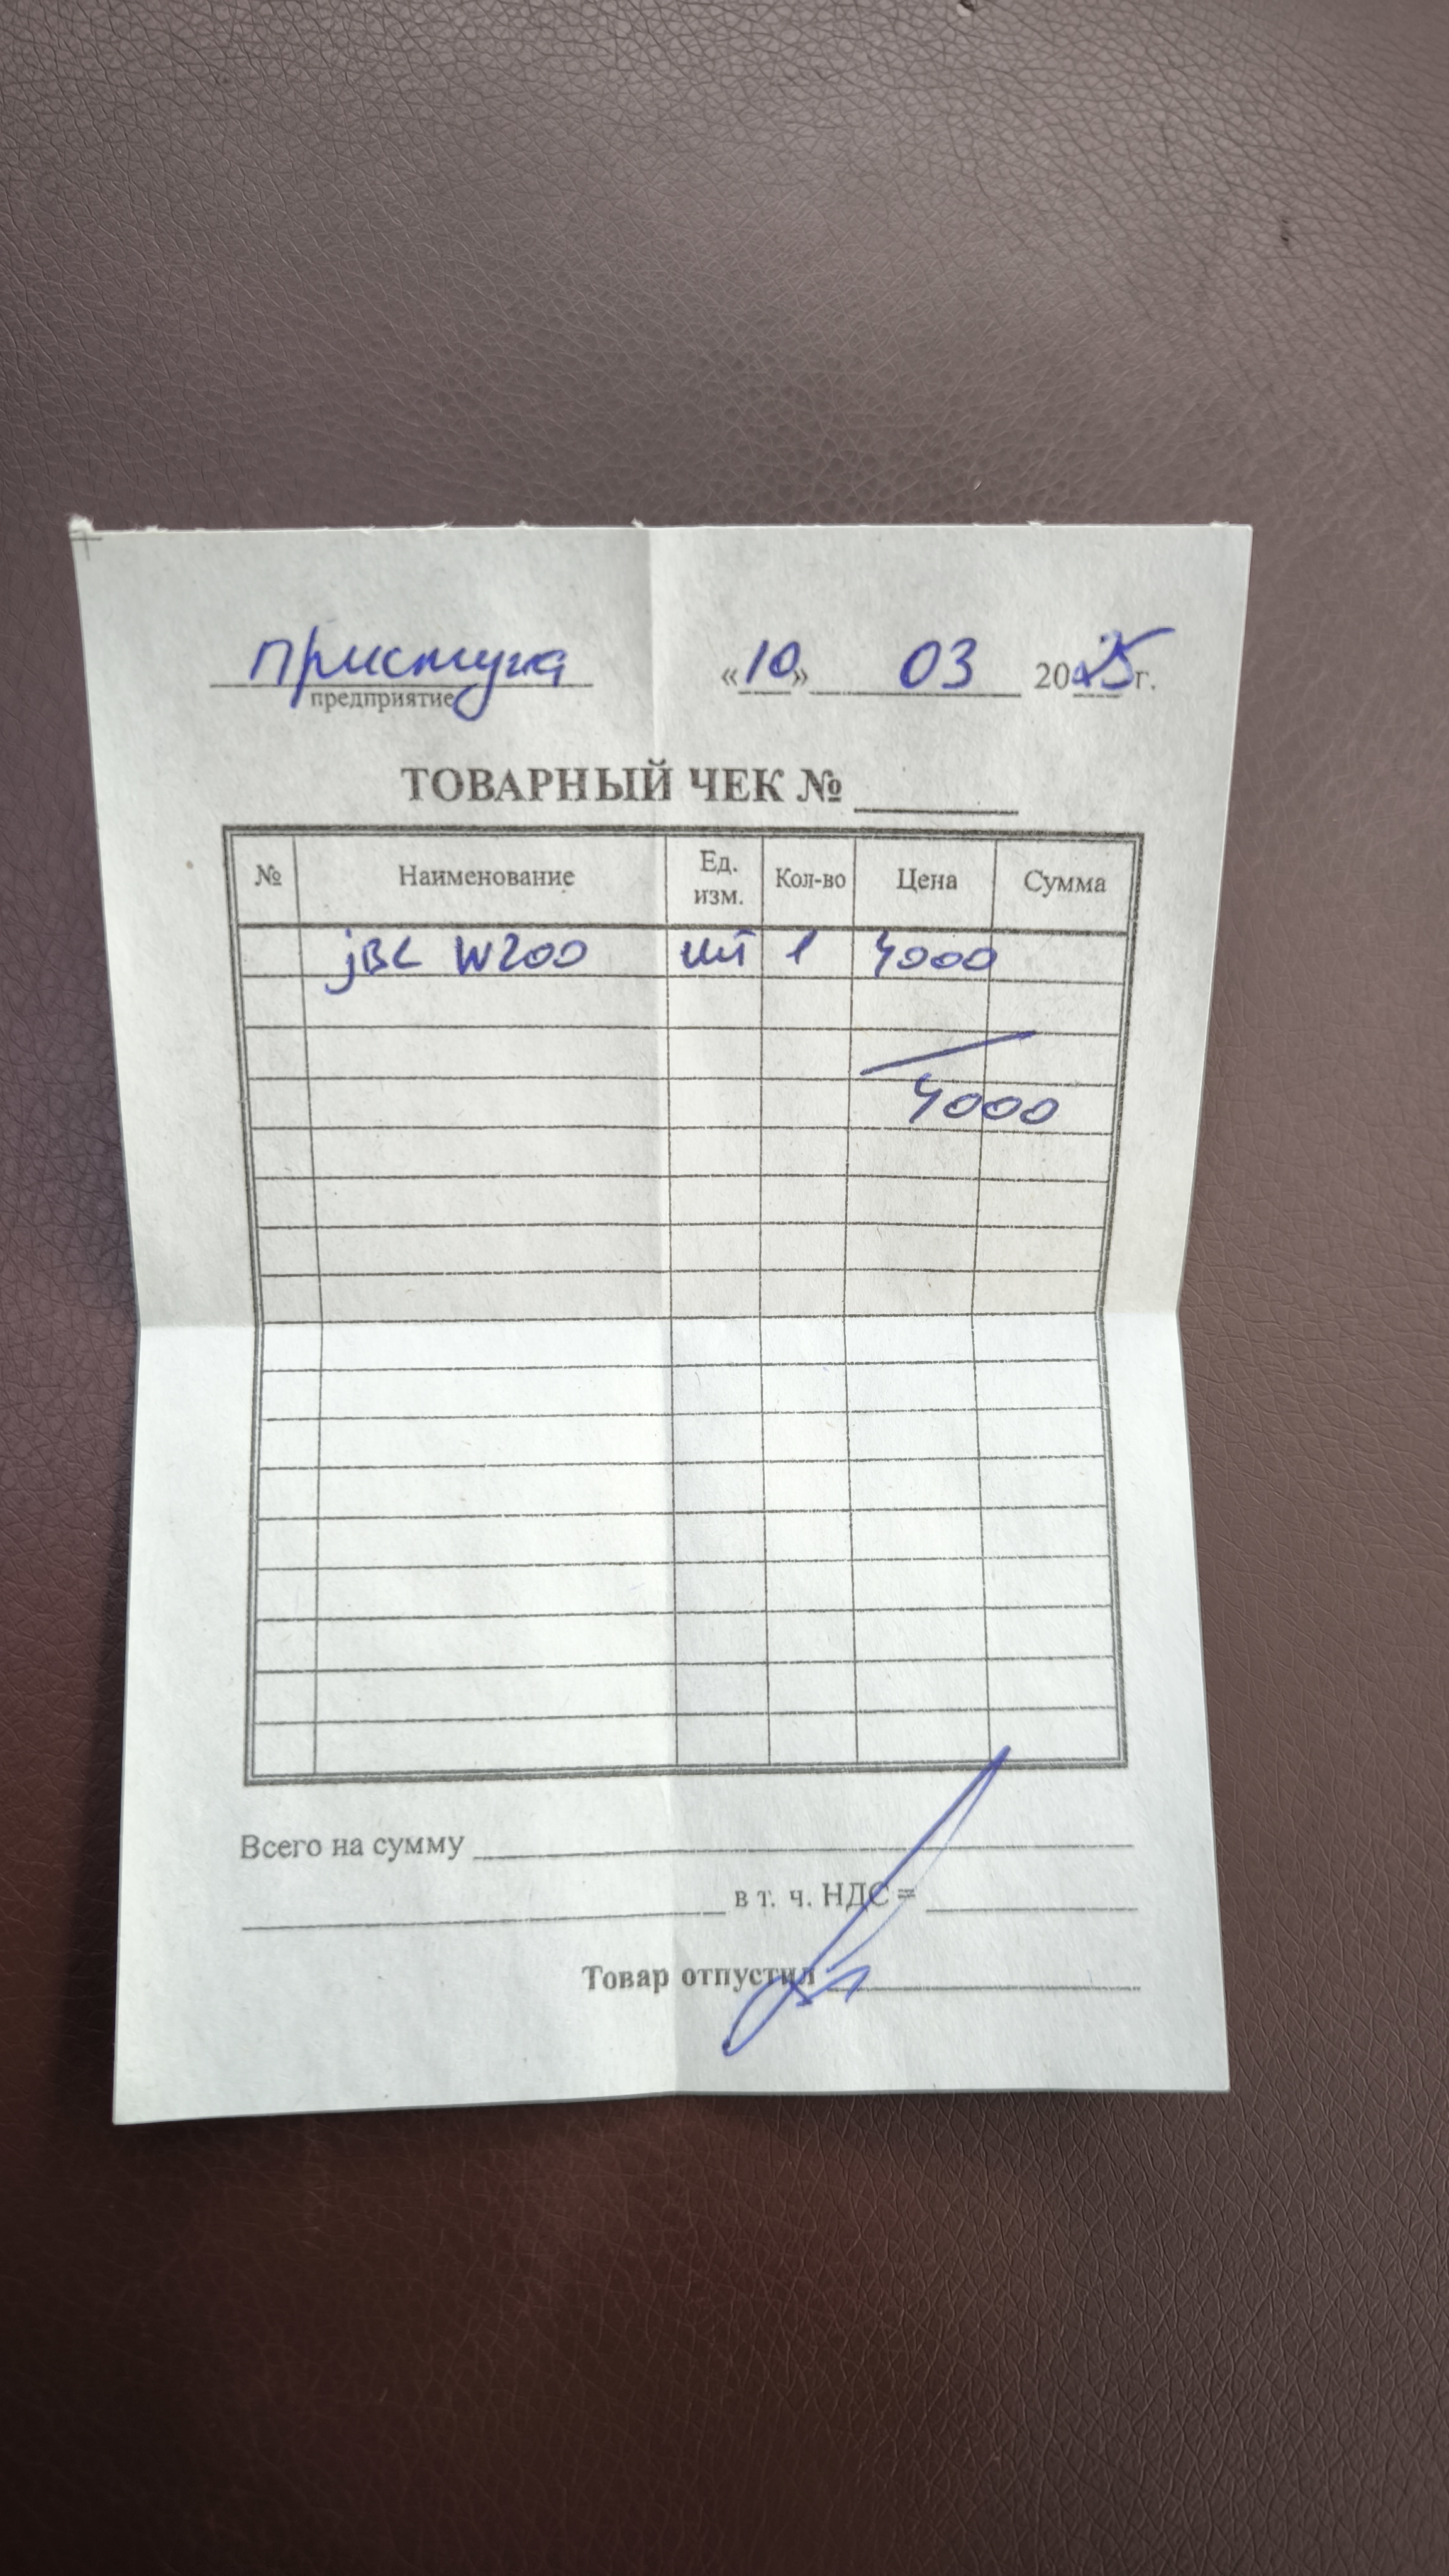 Пристуга «10» 03 2025 г.
предприятие
ТОВАРНЫЙ ЧЕК №
№ Наименование Ед. изм. Кол-во Цена Сумма
jBL W200 шт 1 4000
4000
Всего на сумму
в т. ч. НДС =
Товар отпустил